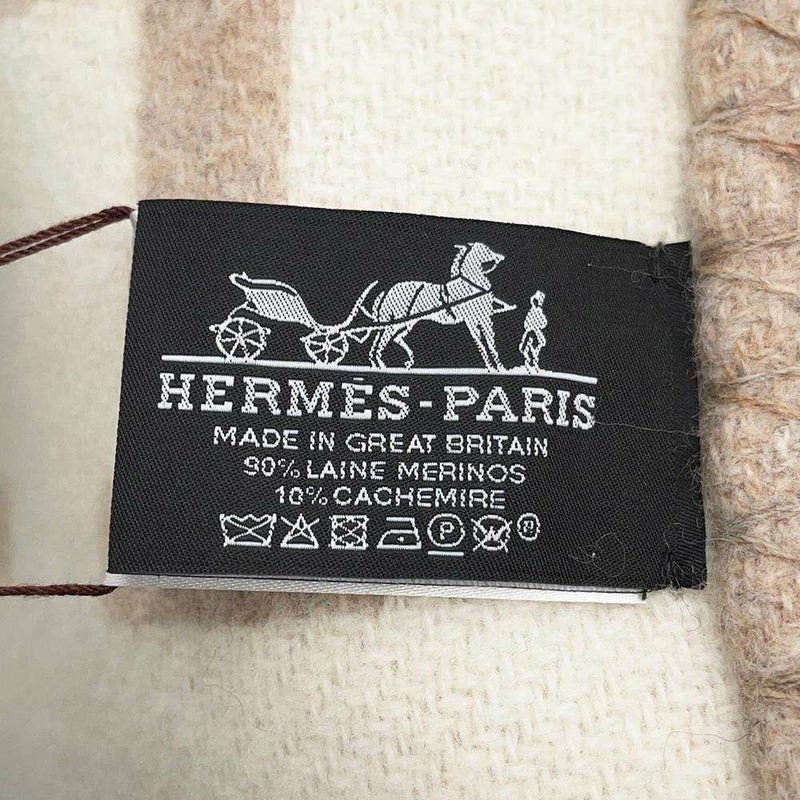 HERMÈS-PARIS
MADE IN GREAT BRITAIN
90% LAINE MERINOS
10% CACHEMIRE
P W